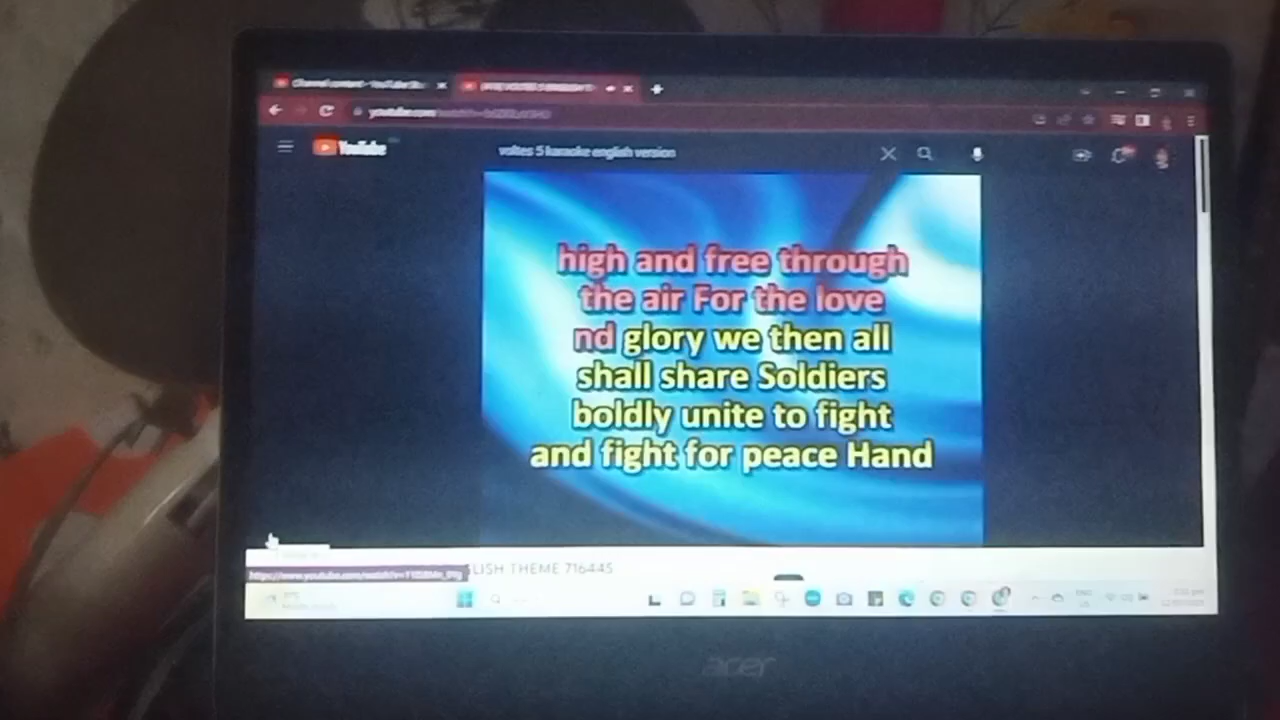 YouTube
voltes 5 karaoke english version
high and free through
the air For the love
nd glory we then all
shall share Soldiers
boldly unite to fight
and fight for peace Hand
LISH THEME 716445
acer